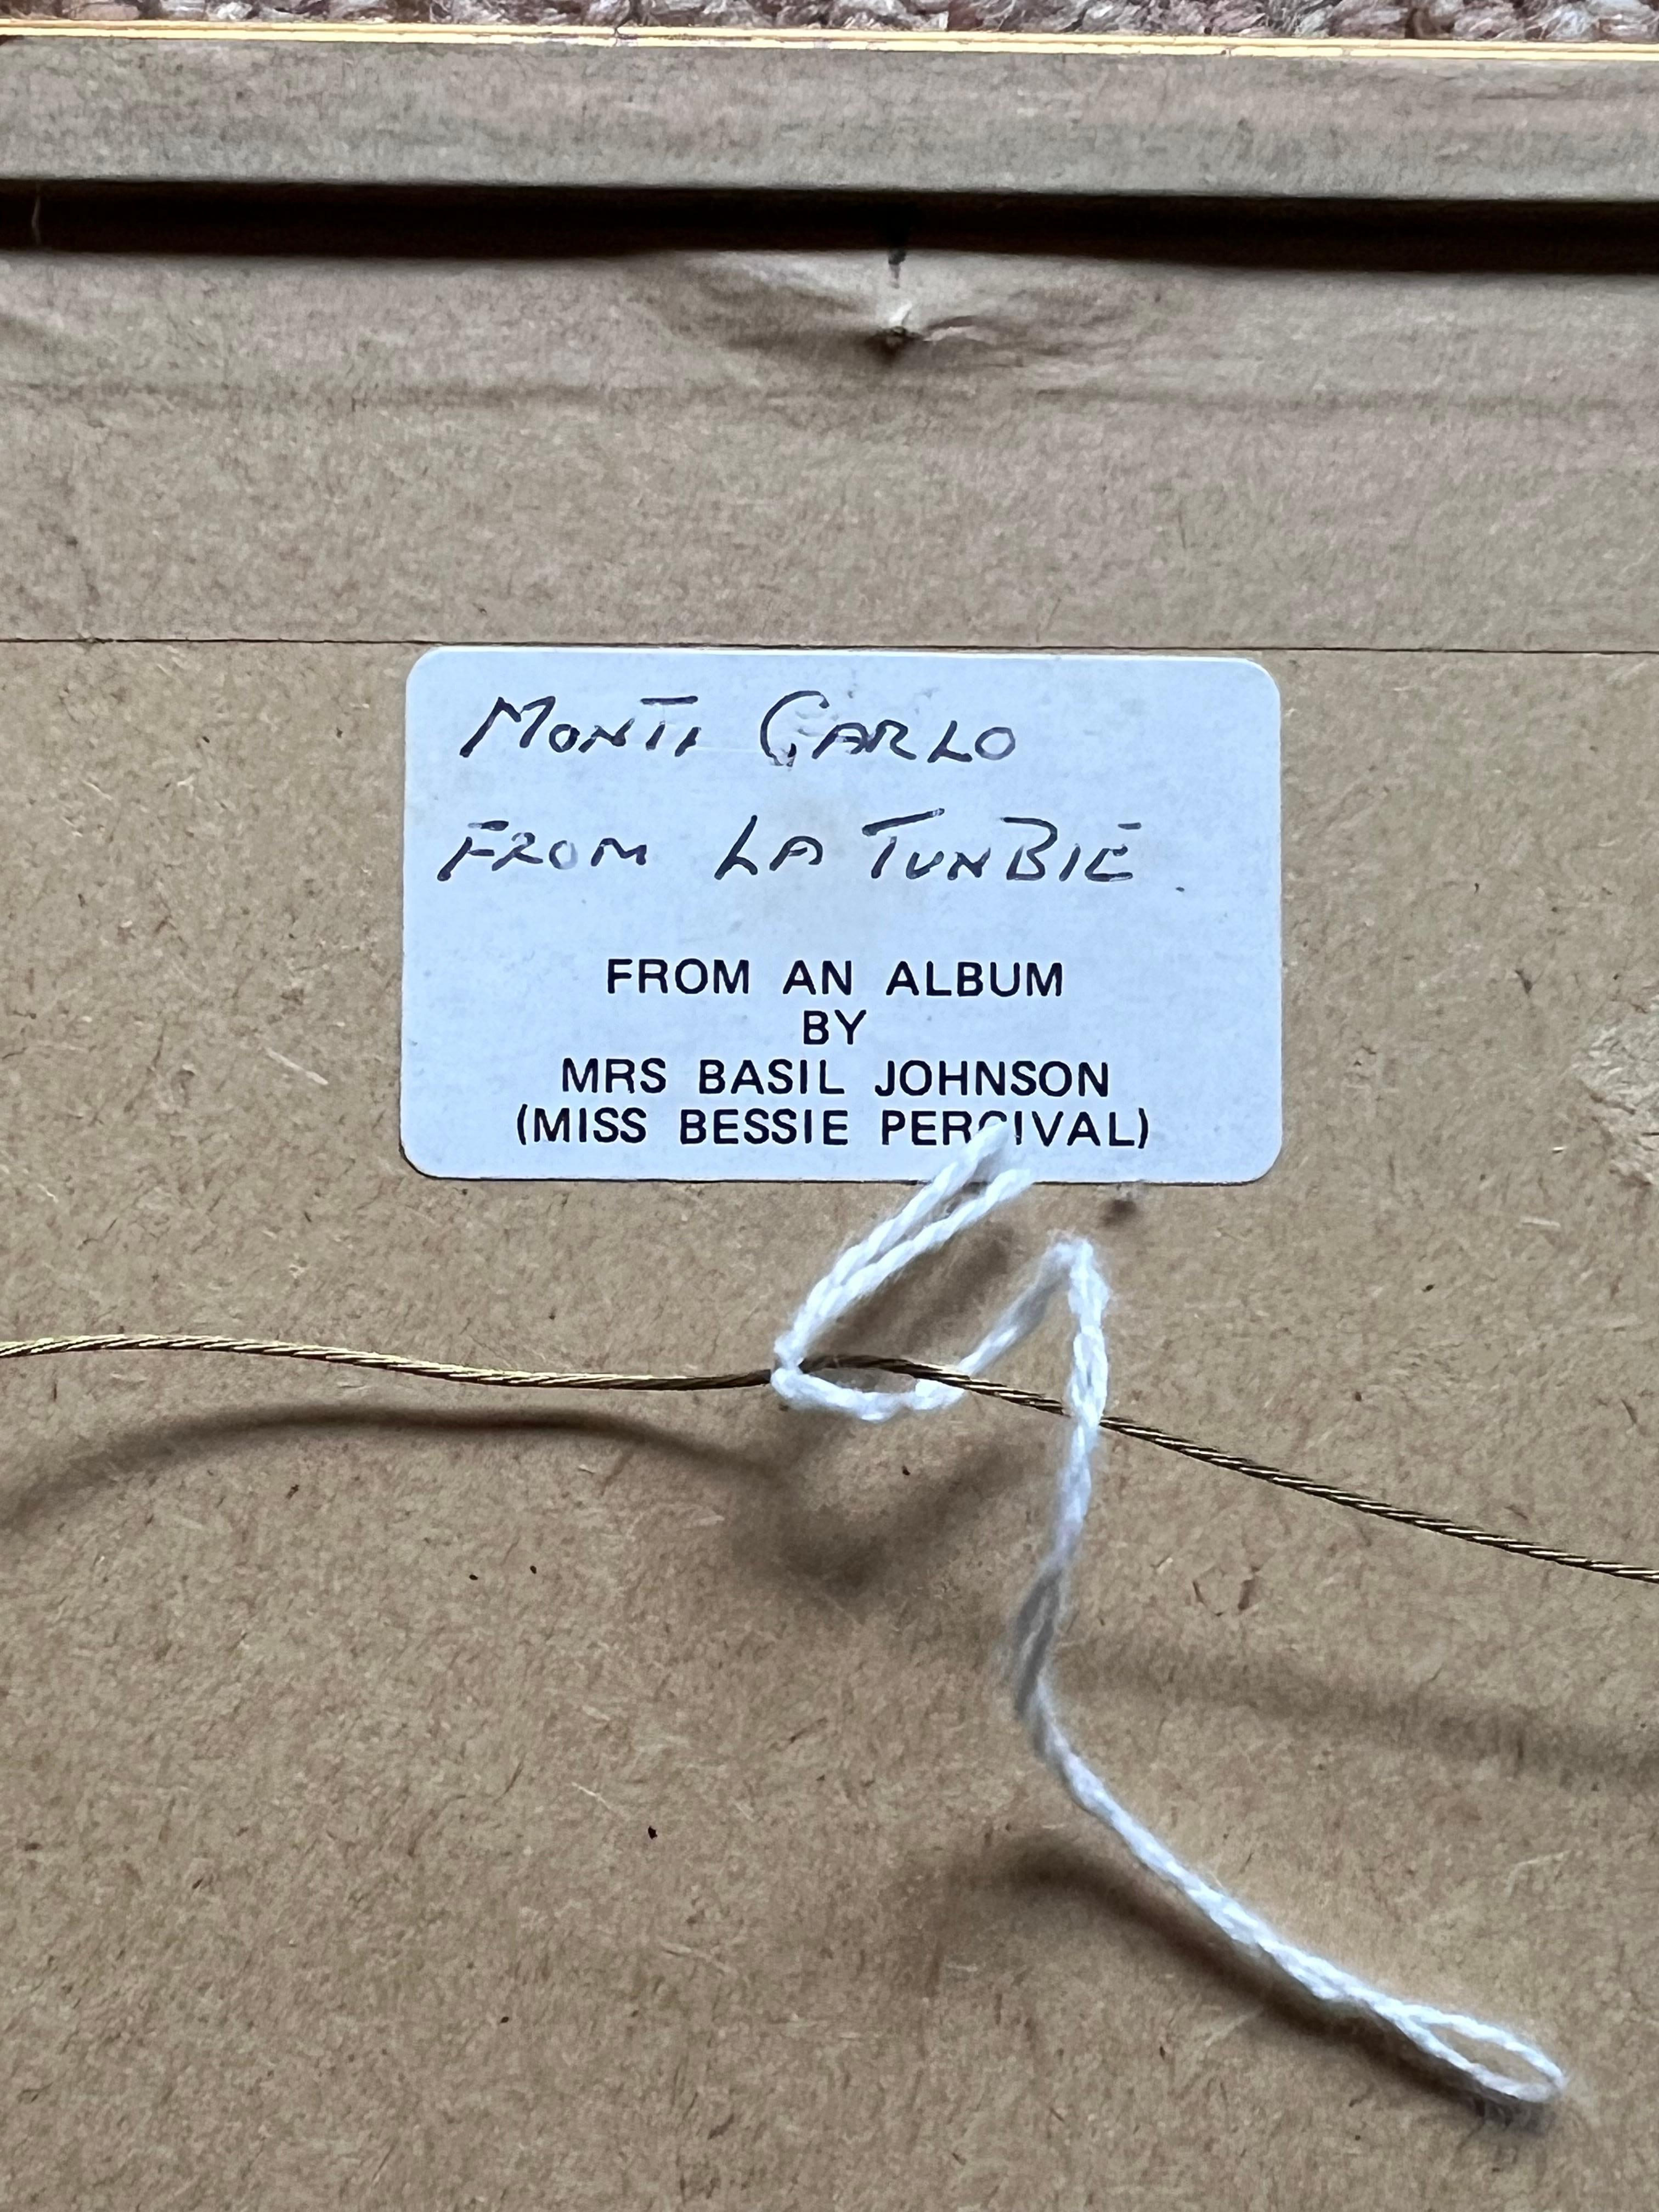 MONTI CARLO
FROM LA TUNBIE.
FROM AN ALBUM
BY
MRS BASIL JOHNSON
(MISS BESSIE PERCIVAL)